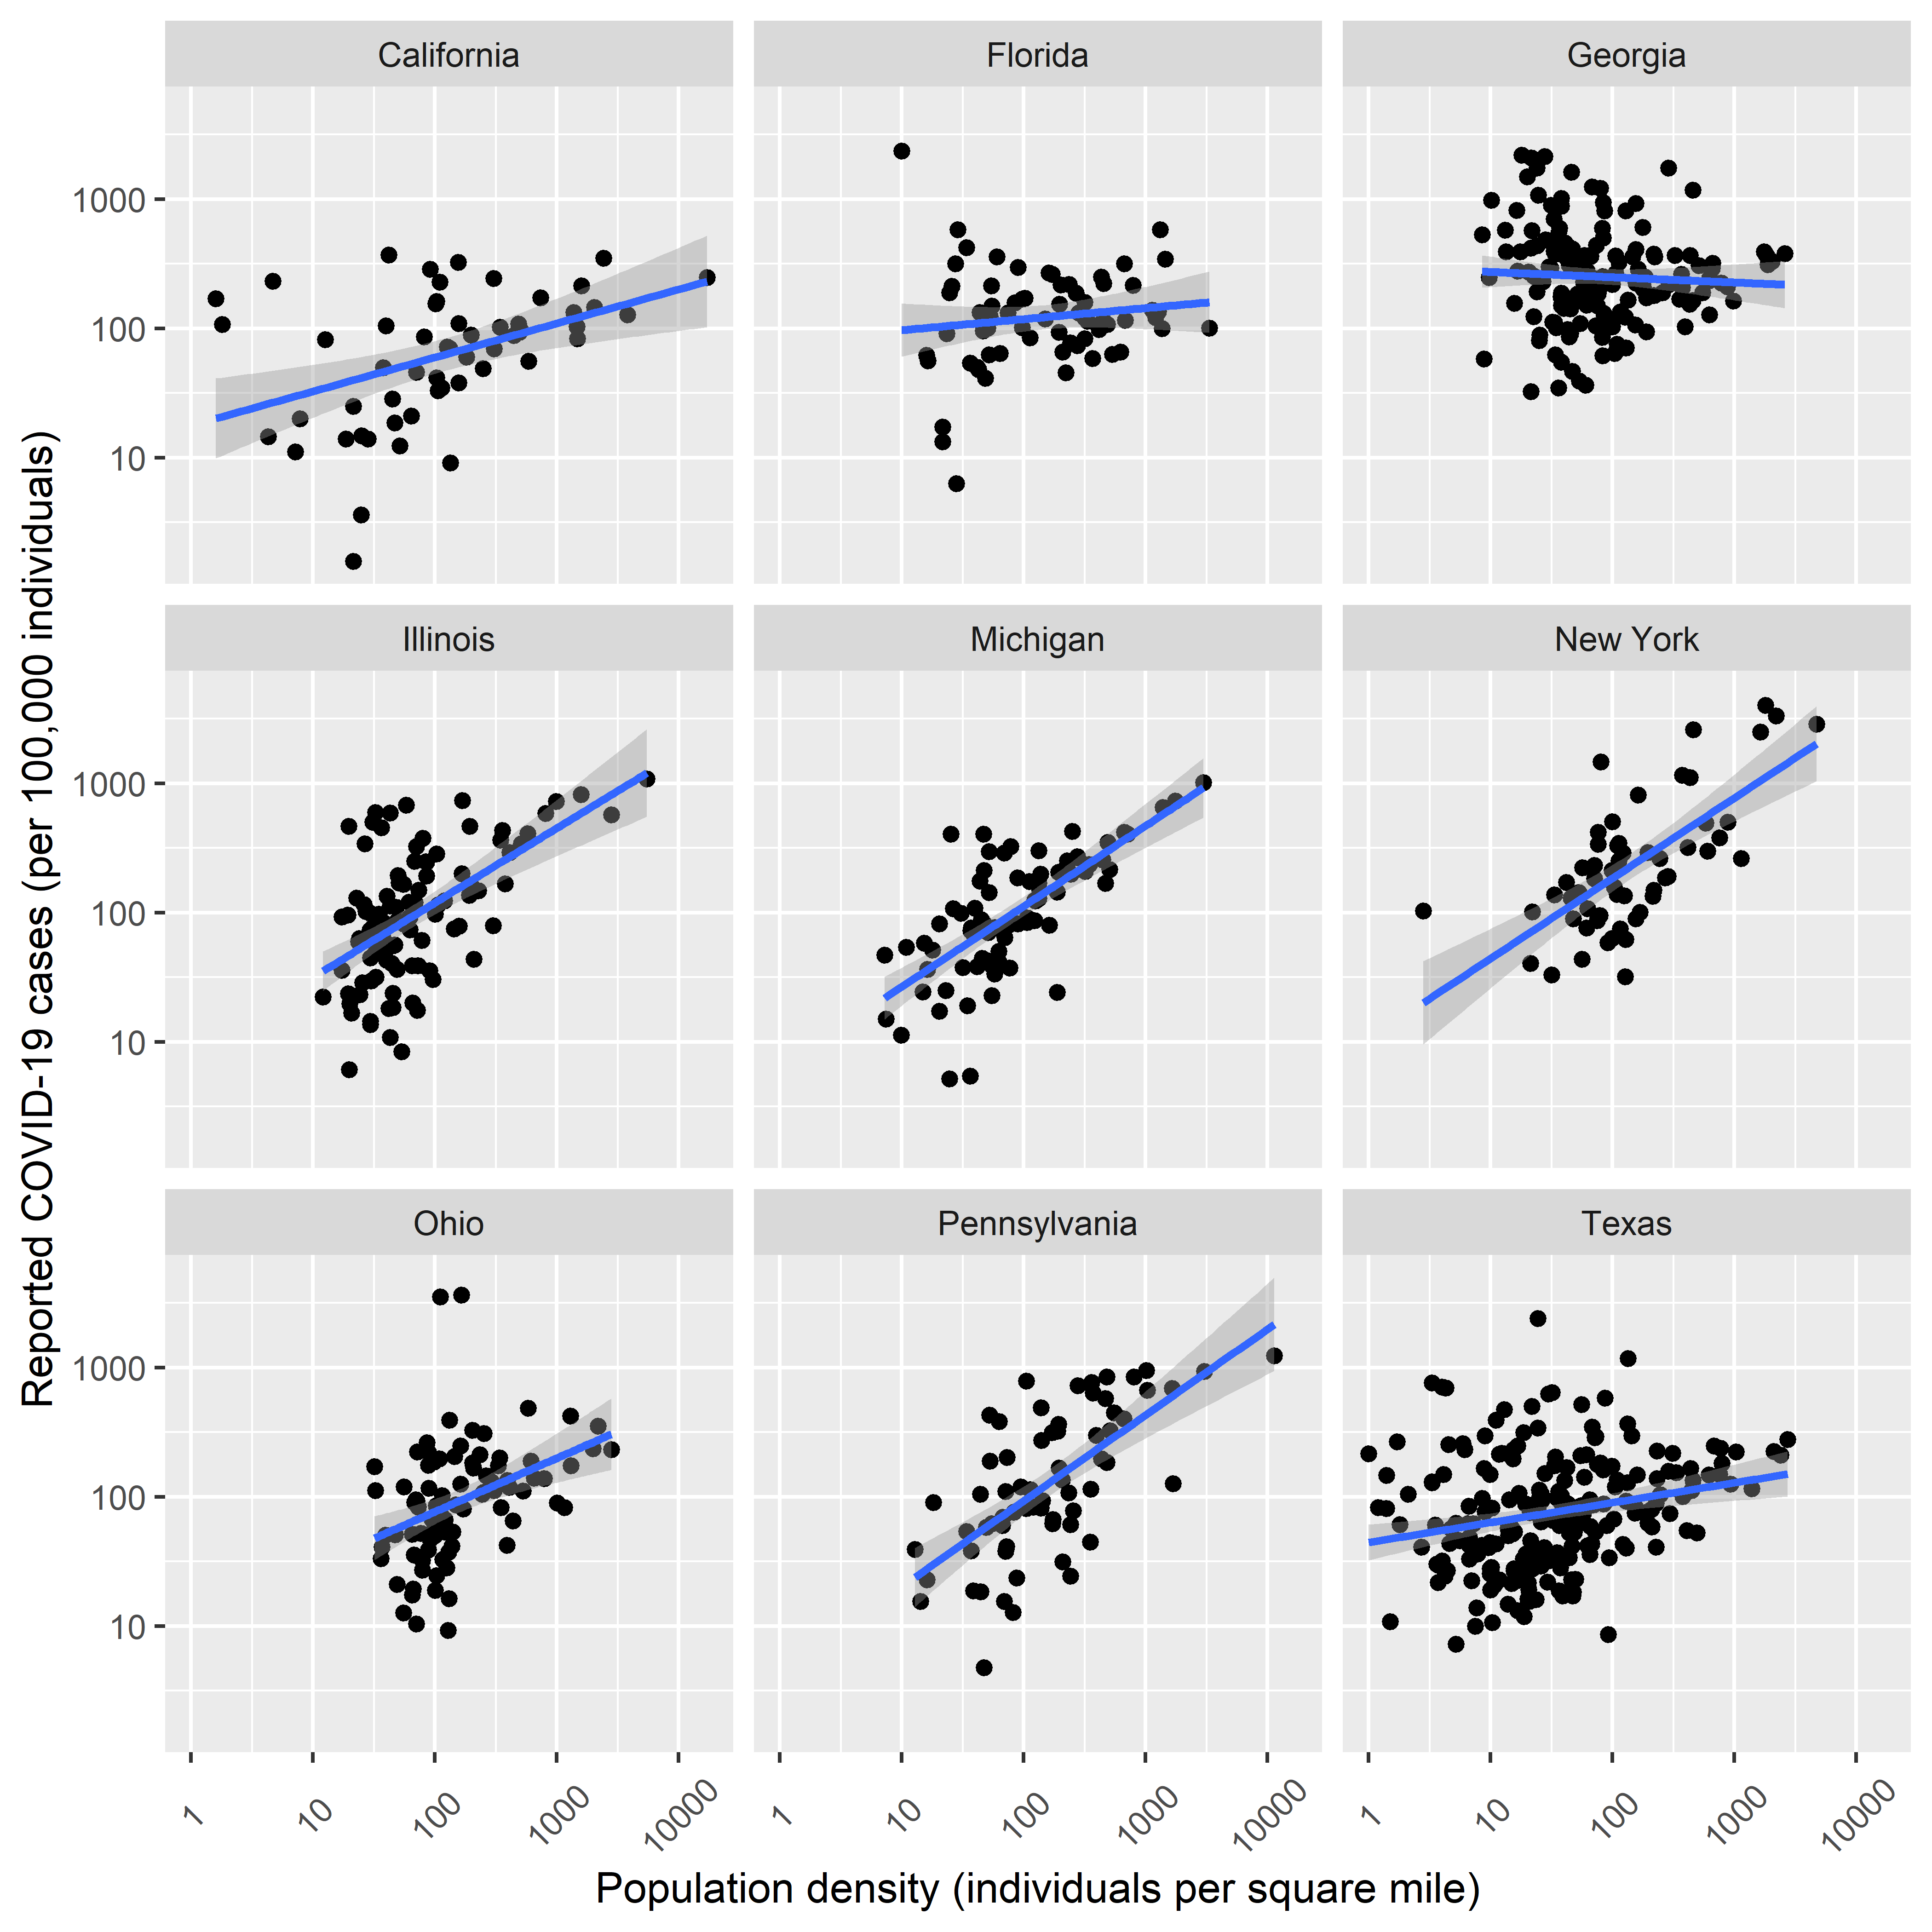 California Florida Georgia
1000
100
10
Illinois Michigan New York
1000
100
10
Ohio Pennsylvania Texas
1000
100
10
1 10 100 1000 10000 1 10 100 1000 10000 1 10 100 1000 10000
Population density (individuals per square mile)
Reported COVID-19 cases (per 100,000 individuals)